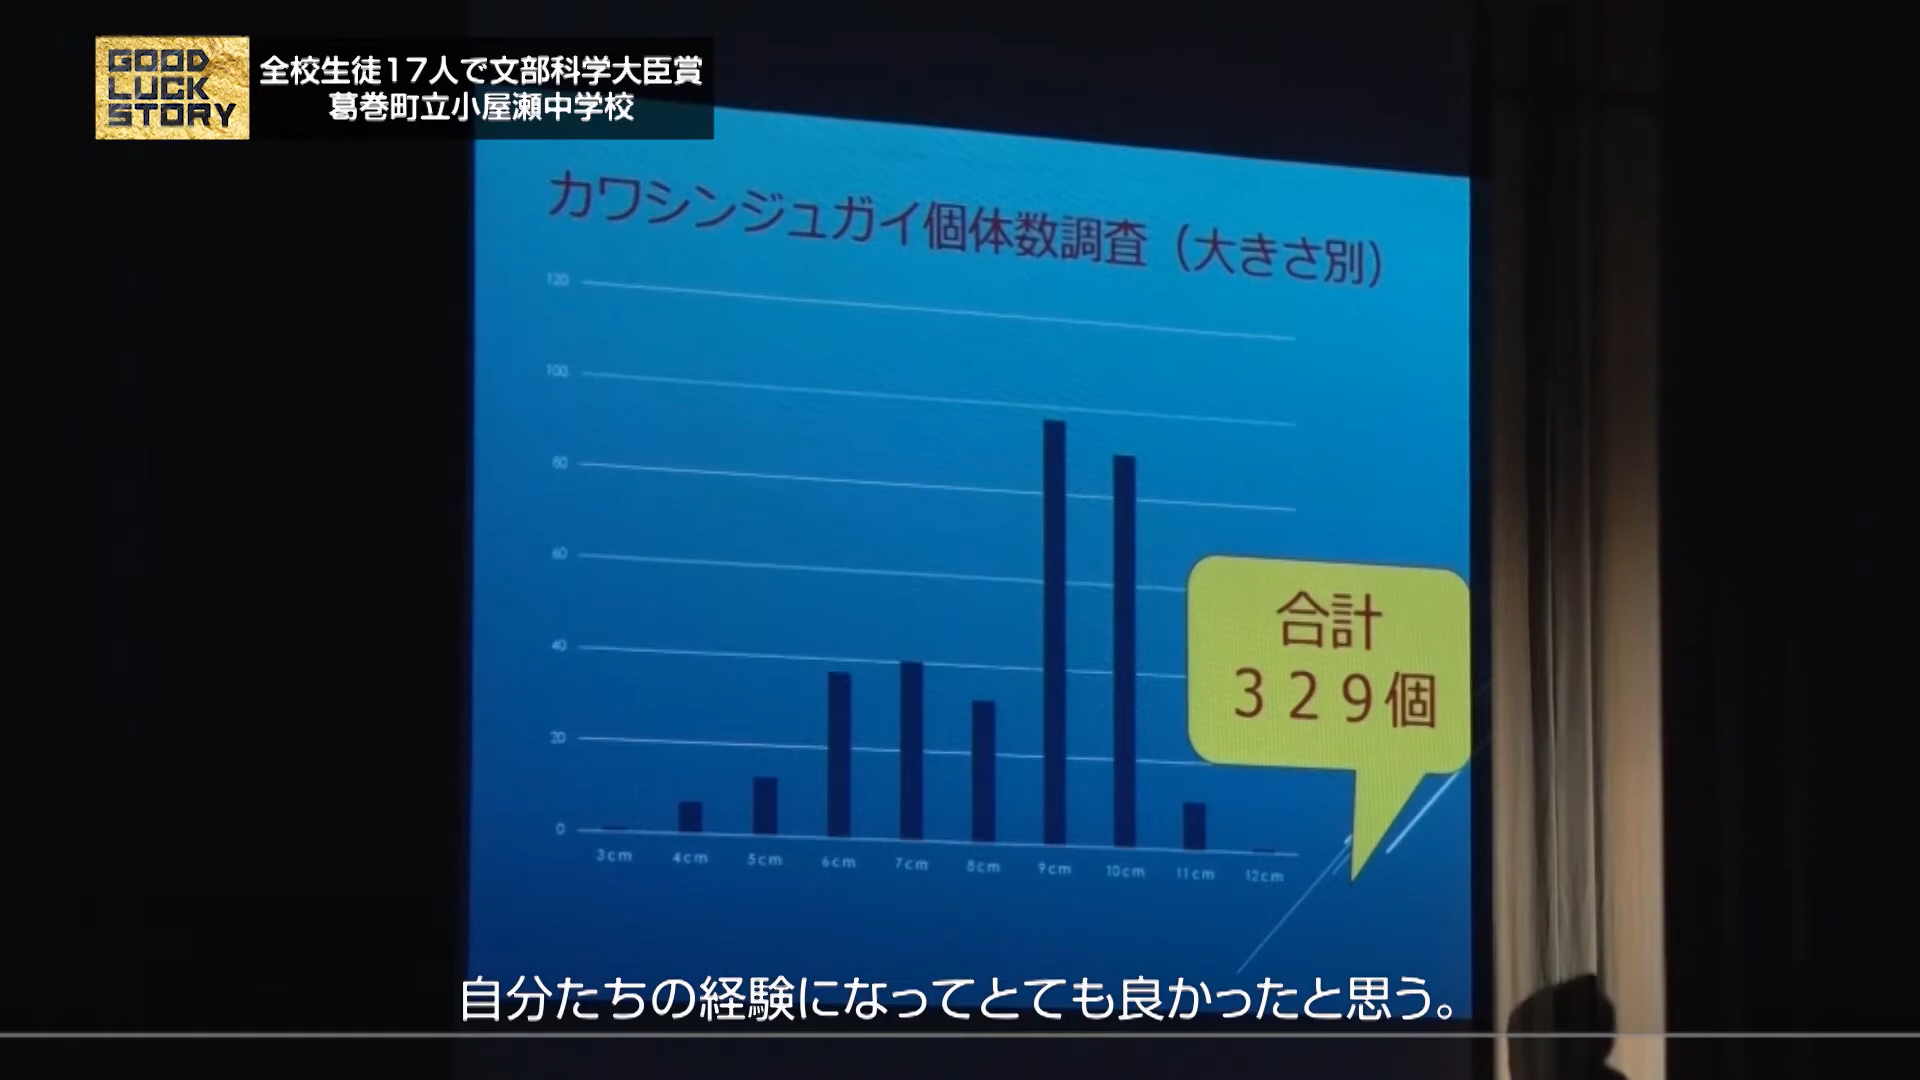 GOOD
LUCK
STORY
全校生徒17人で文部科学大臣賞
葛巻町立小屋瀬中学校
カワシンジュガイ個体数調査（大きさ別）
120
100
80
60
40
20
0
3cm 4cm 5cm 6cm 7cm 8cm 9cm 10cm 11cm 12cm
合計
３２９個
自分たちの経験になってとても良かったと思う。